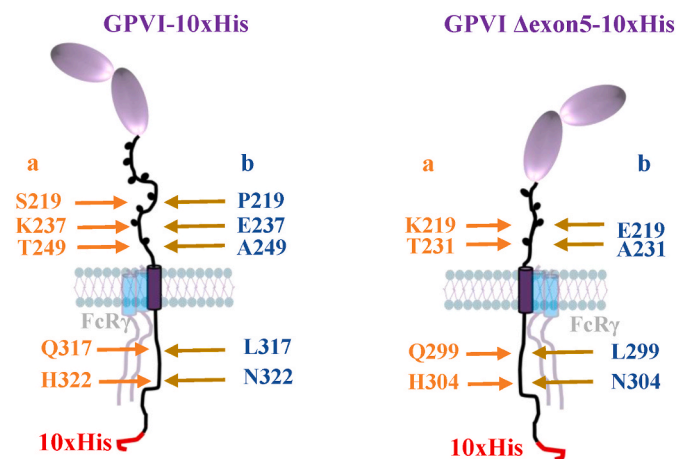 GPVI-10xHis
a b
S219 P219
K237 E237
T249 A249
FcRγ
Q317 L317
H322 N322
10xHis
GPVI Δexon5-10xHis
a b
K219 E219
T231 A231
FcRγ
Q299 L299
H304 N304
10xHis